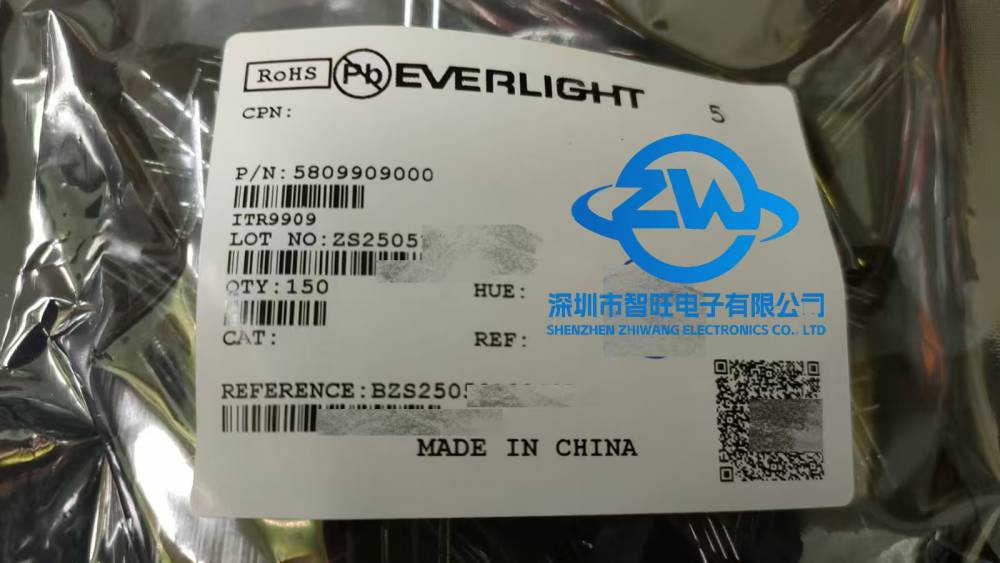 RoHS Pb EVERLIGHT
5
CPN:
P/N:5809909000
ITR9909
LOT NO:ZS2505
QTY:150
HUE:
CAT:
REF:
REFERENCE:BZS2505
MADE IN CHINA
ZW
深圳市智旺电子有限公司
SHENZHEN ZHIWANG ELECTRONICS CO., LTD